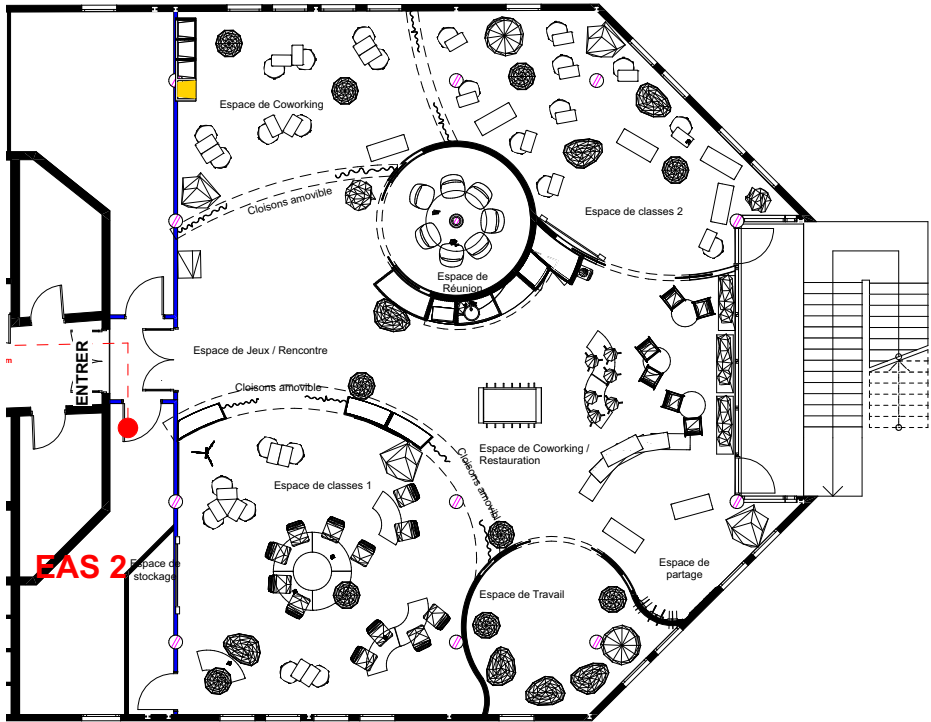 Espace de Coworking
Cloisons amovible
Espace de classes 2
Espace de
Réunion
ENTRER
m
Espace de Jeux / Rencontre
Cloisons amovible
Espace de Coworking /
Restauration
Cloisons amovibl
Espace de classes 1
EAS 2
Espace de
stockage
Espace de
partage
Espace de Travail